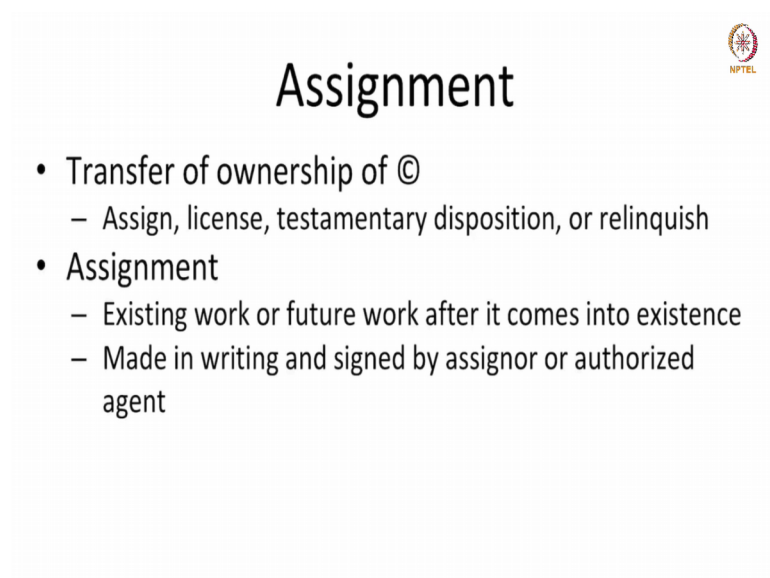 NPTEL
Assignment
• Transfer of ownership of ©
– Assign, license, testamentary disposition, or relinquish
• Assignment
– Existing work or future work after it comes into existence
– Made in writing and signed by assignor or authorized
agent